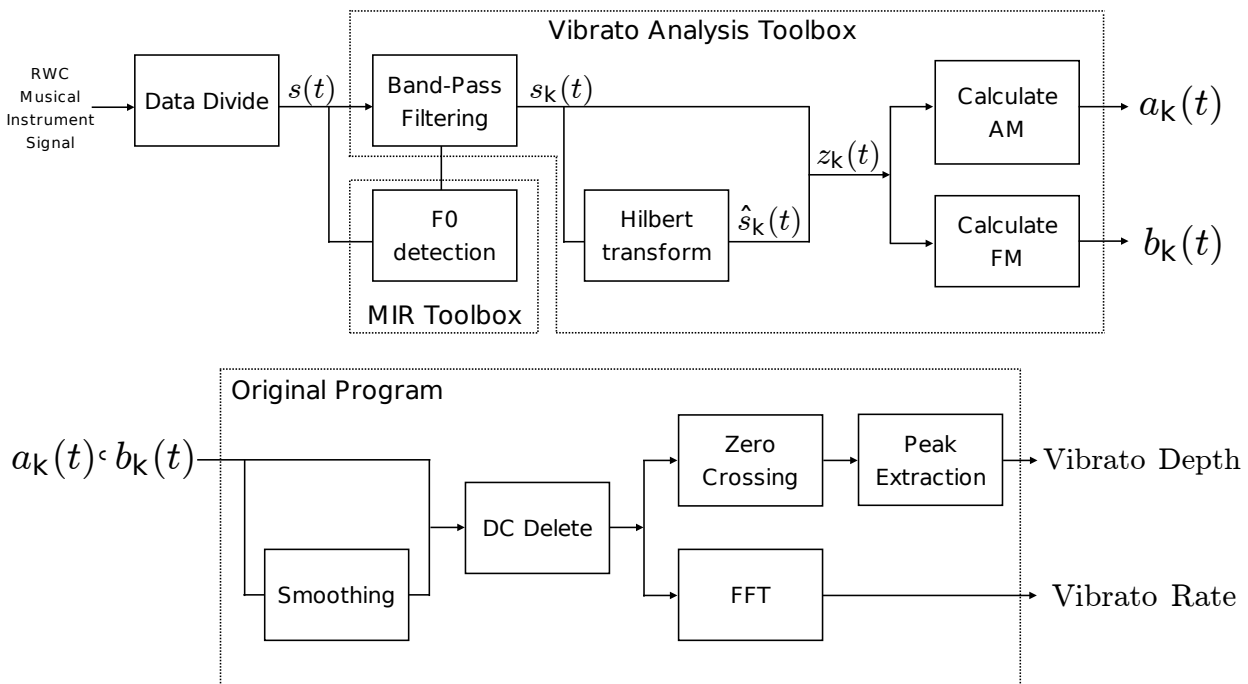 Vibrato Analysis Toolbox
RWC
Musical
Instrument
Signal
Data Divide
s(t)
Band-Pass
Filtering
sₖ(t)
F0
detection
MIR Toolbox
Hilbert
transform
ŝₖ(t)
zₖ(t)
Calculate
AM
aₖ(t)
Calculate
FM
bₖ(t)
Original Program
aₖ(t) bₖ(t)
Smoothing
DC Delete
Zero
Crossing
Peak
Extraction
Vibrato Depth
FFT
Vibrato Rate